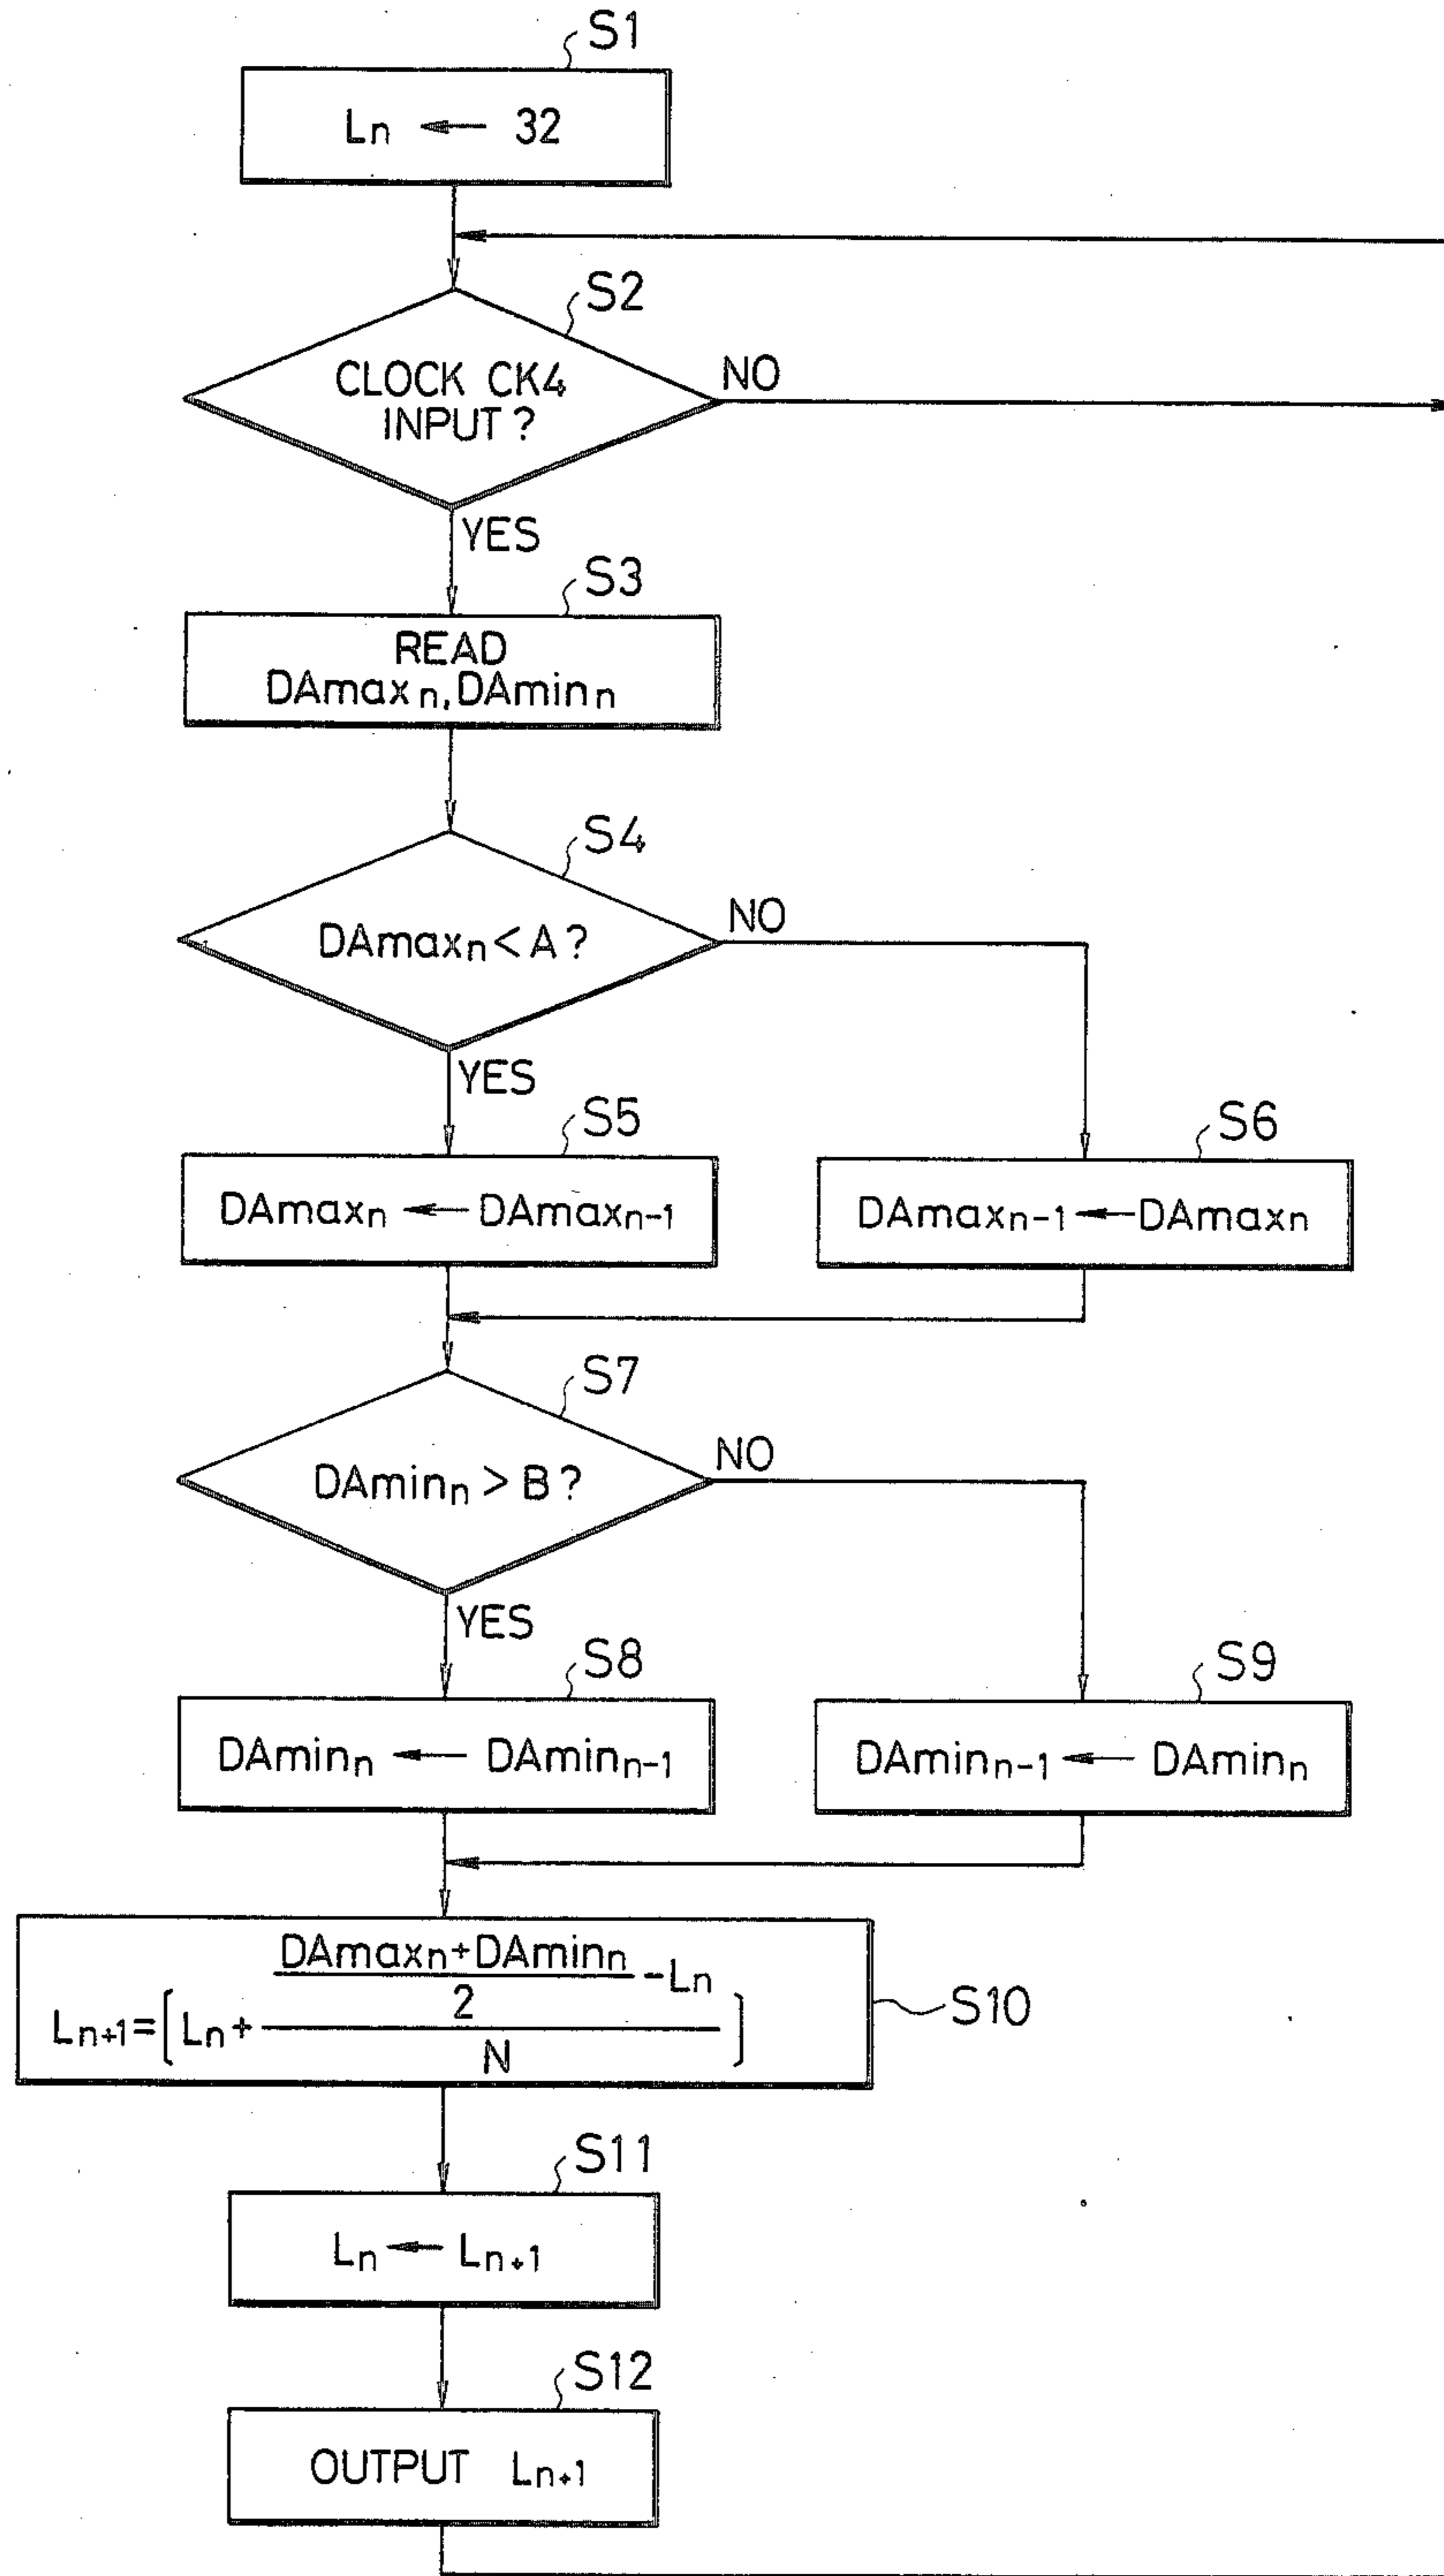 S1
Ln ← 32
S2
CLOCK CK4
INPUT?
NO
YES
S3
READ
DAmaxn, DAminn
S4
DAmaxn < A?
NO
YES
S5
DAmaxn ← DAmaxn-1
S6
DAmaxn-1 ← DAmaxn
S7
DAminn > B?
NO
YES
S8
DAminn ← DAminn-1
S9
DAminn-1 ← DAminn
DAmaxn+DAminn
2
-Ln
Ln+1=[Ln+
N
]
S10
S11
Ln ← Ln+1
S12
OUTPUT Ln+1